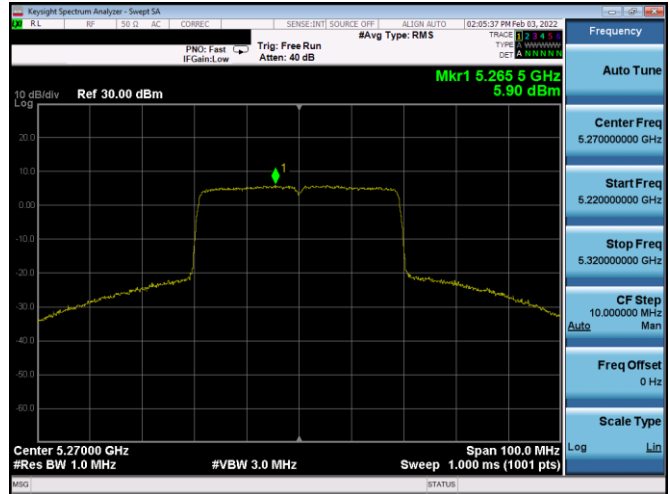 Keysight Spectrum Analyzer - Swept SA
LXI RL RF 50 Ω AC CORREC SENSE:INT SOURCE OFF ALIGN AUTO 02:05:37 PM Feb 03, 2022
PNO: Fast
IFGain:Low
Trig: Free Run
Atten: 40 dB
#Avg Type: RMS
TRACE 1 2 3 4 5 6
TYPE A WWWWW
DET A N N N N N
Mkr1 5.265 5 GHz
5.90 dBm
10 dB/div Ref 30.00 dBm
Log
20.0
10.0
0.00
-10.0
-20.0
-30.0
-40.0
-50.0
-60.0
1
Center 5.27000 GHz
#Res BW 1.0 MHz
#VBW 3.0 MHz
Span 100.0 MHz
Sweep 1.000 ms (1001 pts)
MSG
STATUS
Frequency
Auto Tune
Center Freq
5.270000000 GHz
Start Freq
5.220000000 GHz
Stop Freq
5.320000000 GHz
CF Step
10.000000 MHz
Auto Man
Freq Offset
0 Hz
Scale Type
Log Lin